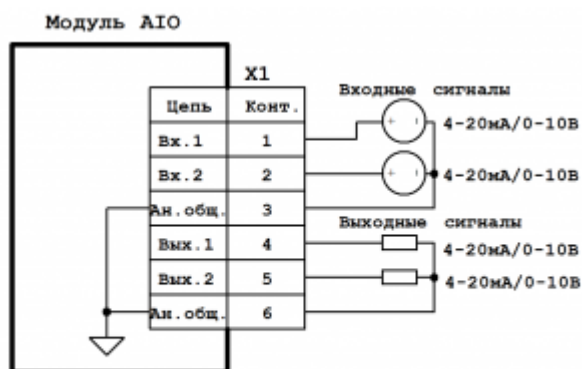 Модуль AIO
X1
Входные сигналы
Цепь Конт.
Вх.1 1 4-20мА/0-10В
Вх.2 2 4-20мА/0-10В
Ан.общ. 3
Выходные сигналы
Вых.1 4 4-20мА/0-10В
Вых.2 5 4-20мА/0-10В
Ан.общ. 6